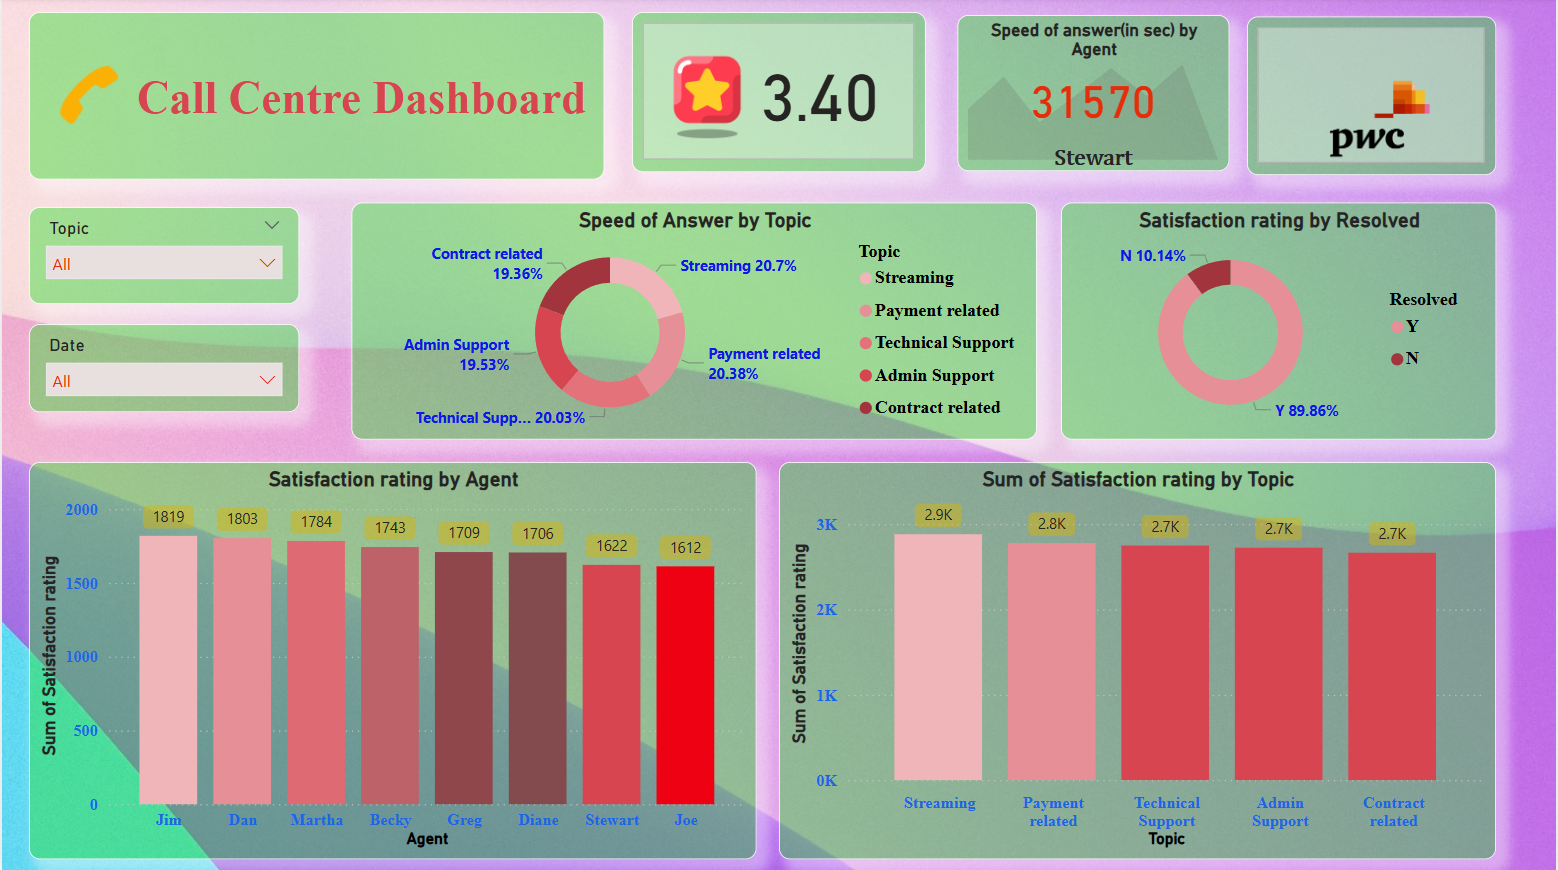 Call Centre Dashboard
3.40
Speed of answer(in sec) by
Agent
31570
Stewart
pwc
Topic
All
Date
All
Speed of Answer by Topic
Contract related
19.36%
Streaming 20.7%
Admin Support
19.53%
Payment related
20.38%
Technical Supp... 20.03%
Topic
Streaming
Payment related
Technical Support
Admin Support
Contract related
Satisfaction rating by Resolved
N 10.14%
Y 89.86%
Resolved
Y
N
Satisfaction rating by Agent
Sum of Satisfaction rating
2000
1500
1000
500
0
1819
1803
1784
1743
1709
1706
1622
1612
Jim
Dan
Martha
Becky
Greg
Diane
Stewart
Joe
Agent
Sum of Satisfaction rating by Topic
Sum of Satisfaction rating
3K
2K
1K
0K
2.9K
2.8K
2.7K
2.7K
2.7K
Streaming
Payment
related
Technical
Support
Admin
Support
Contract
related
Topic